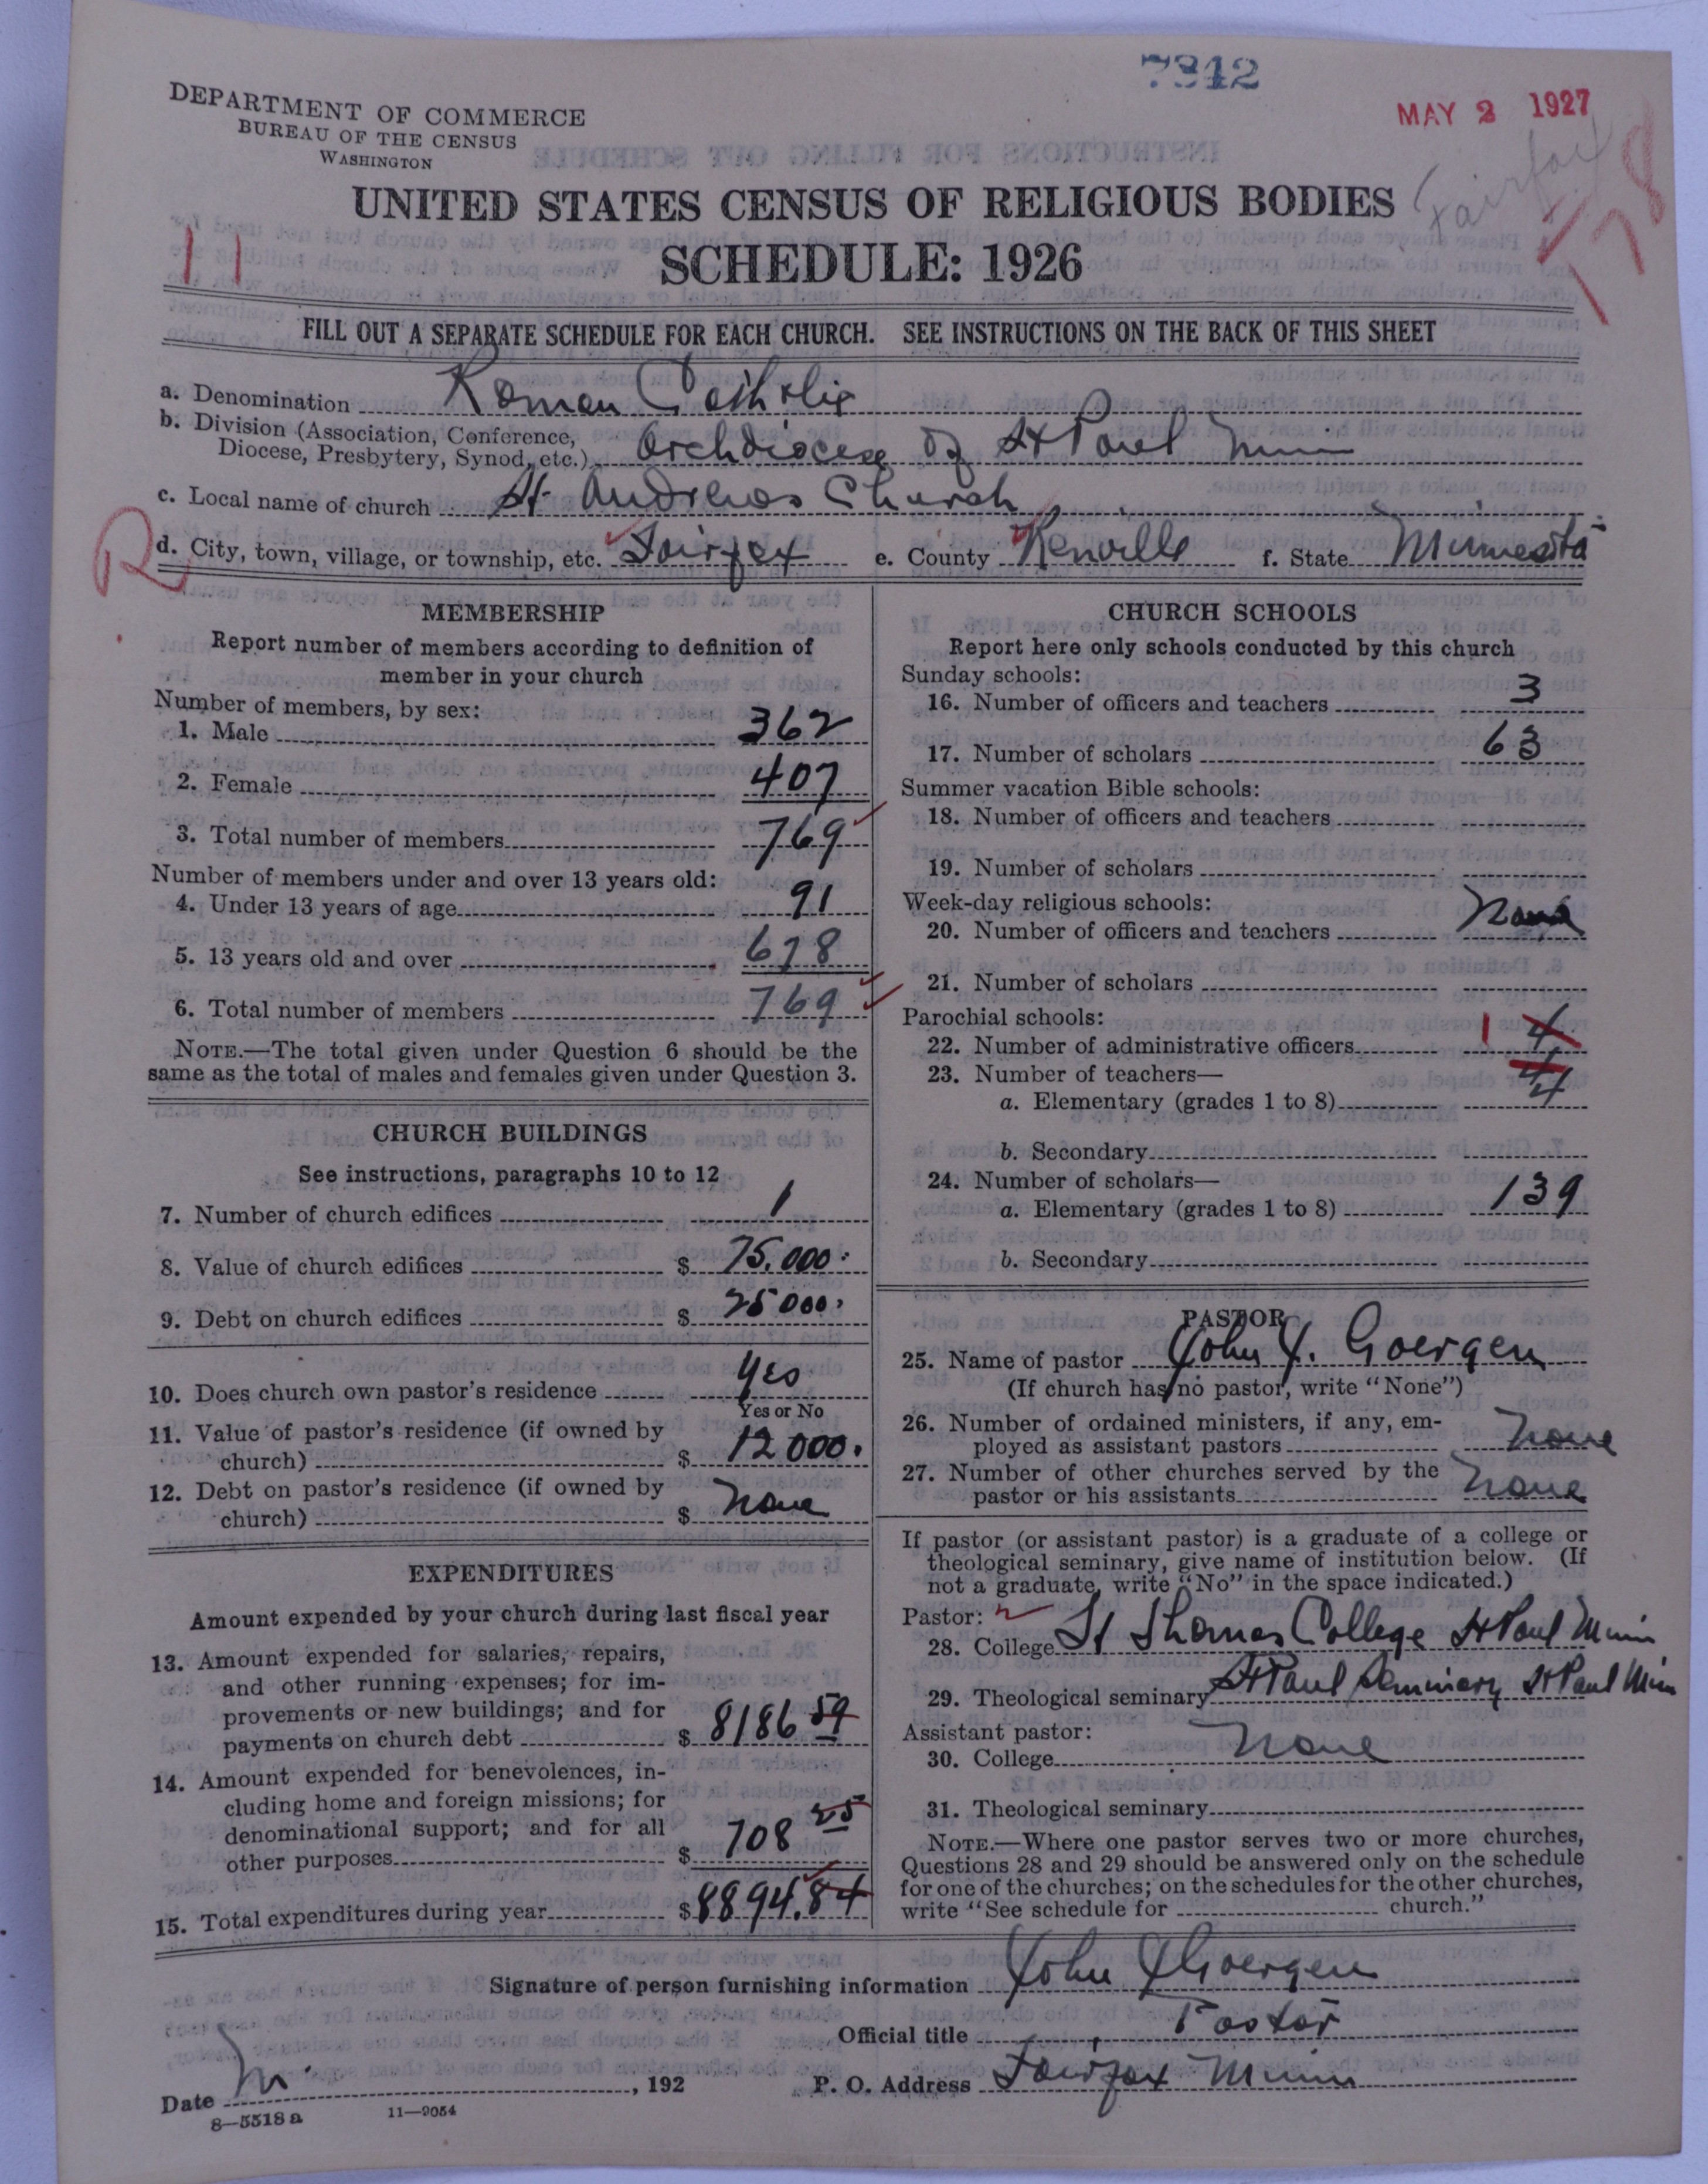 7312
MAY 2 1927
DEPARTMENT OF COMMERCE
BUREAU OF THE CENSUS
WASHINGTON
Fairfax
UNITED STATES CENSUS OF RELIGIOUS BODIES
SCHEDULE: 1926
11
FILL OUT A SEPARATE SCHEDULE FOR EACH CHURCH. SEE INSTRUCTIONS ON THE BACK OF THIS SHEET
a. Denomination Roman Catholic
b. Division (Association, Conference,
Diocese, Presbytery, Synod, etc.) Archdiocese of St Paul Minn
c. Local name of church St. Andrews Church
R
d. City, town, village, or township, etc. Fairfax e. County Renville f. State Minnesota
MEMBERSHIP
Report number of members according to definition of
member in your church
Number of members, by sex:
1. Male 362
2. Female 407
3. Total number of members 769
Number of members under and over 13 years old:
4. Under 13 years of age 91
5. 13 years old and over 678
6. Total number of members 769
NOTE.—The total given under Question 6 should be the
same as the total of males and females given under Question 3.
CHURCH BUILDINGS
See instructions, paragraphs 10 to 12
7. Number of church edifices 1
8. Value of church edifices $ 75.000.
9. Debt on church edifices $ 25000.
10. Does church own pastor's residence Yes
Yes or No
11. Value of pastor's residence (if owned by
church) $ 12000.
12. Debt on pastor's residence (if owned by
church) $ none
EXPENDITURES
Amount expended by your church during last fiscal year
13. Amount expended for salaries, repairs,
and other running expenses; for im-
provements or new buildings; and for
payments on church debt $ 8186 59
14. Amount expended for benevolences, in-
cluding home and foreign missions; for
denominational support; and for all
other purposes $ 708 25
15. Total expenditures during year $ 8894.84
CHURCH SCHOOLS
Report here only schools conducted by this church
Sunday schools:
16. Number of officers and teachers 3
17. Number of scholars 63
Summer vacation Bible schools:
18. Number of officers and teachers
19. Number of scholars
Week-day religious schools:
20. Number of officers and teachers None
21. Number of scholars
Parochial schools:
22. Number of administrative officers 1 4
23. Number of teachers—
a. Elementary (grades 1 to 8) 4
b. Secondary
24. Number of scholars—
a. Elementary (grades 1 to 8) 139
b. Secondary
PASTOR
25. Name of pastor John J. Goergen
(If church has no pastor, write "None")
26. Number of ordained ministers, if any, em-
ployed as assistant pastors None
27. Number of other churches served by the
pastor or his assistants None
If pastor (or assistant pastor) is a graduate of a college or
theological seminary, give name of institution below. (If
not a graduate, write "No" in the space indicated.)
Pastor:
28. College St Thomas College St Paul Minn
29. Theological seminary St Paul Seminary St Paul Minn
Assistant pastor:
30. College None
31. Theological seminary
NOTE.—Where one pastor serves two or more churches,
Questions 28 and 29 should be answered only on the schedule
for one of the churches; on the schedules for the other churches,
write "See schedule for church."
Signature of person furnishing information John J Goergen
Official title Pastor
Date , 192 P. O. Address Fairfax Minn
8—5518 a 11—9054